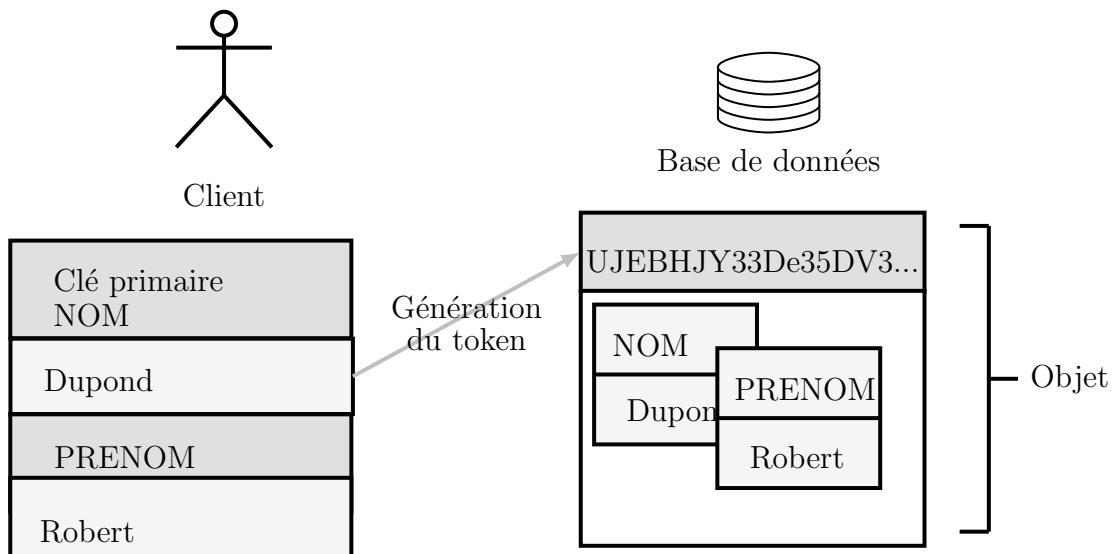 Client
Base de données
Clé primaire
NOM
Dupond
PRENOM
Robert
Génération
du token
UJEBHJY33De35DV3...
NOM
Dupon
PRENOM
Robert
Objet